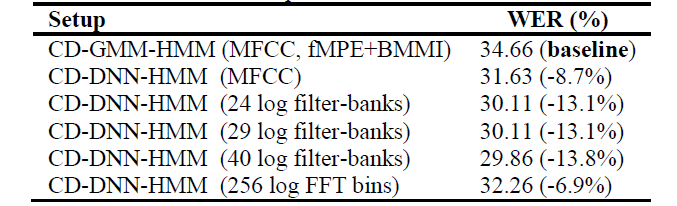 Setup WER (%)
CD-GMM-HMM (MFCC, fMPE+BMMI) 34.66 (baseline)
CD-DNN-HMM (MFCC) 31.63 (-8.7%)
CD-DNN-HMM (24 log filter-banks) 30.11 (-13.1%)
CD-DNN-HMM (29 log filter-banks) 30.11 (-13.1%)
CD-DNN-HMM (40 log filter-banks) 29.86 (-13.8%)
CD-DNN-HMM (256 log FFT bins) 32.26 (-6.9%)